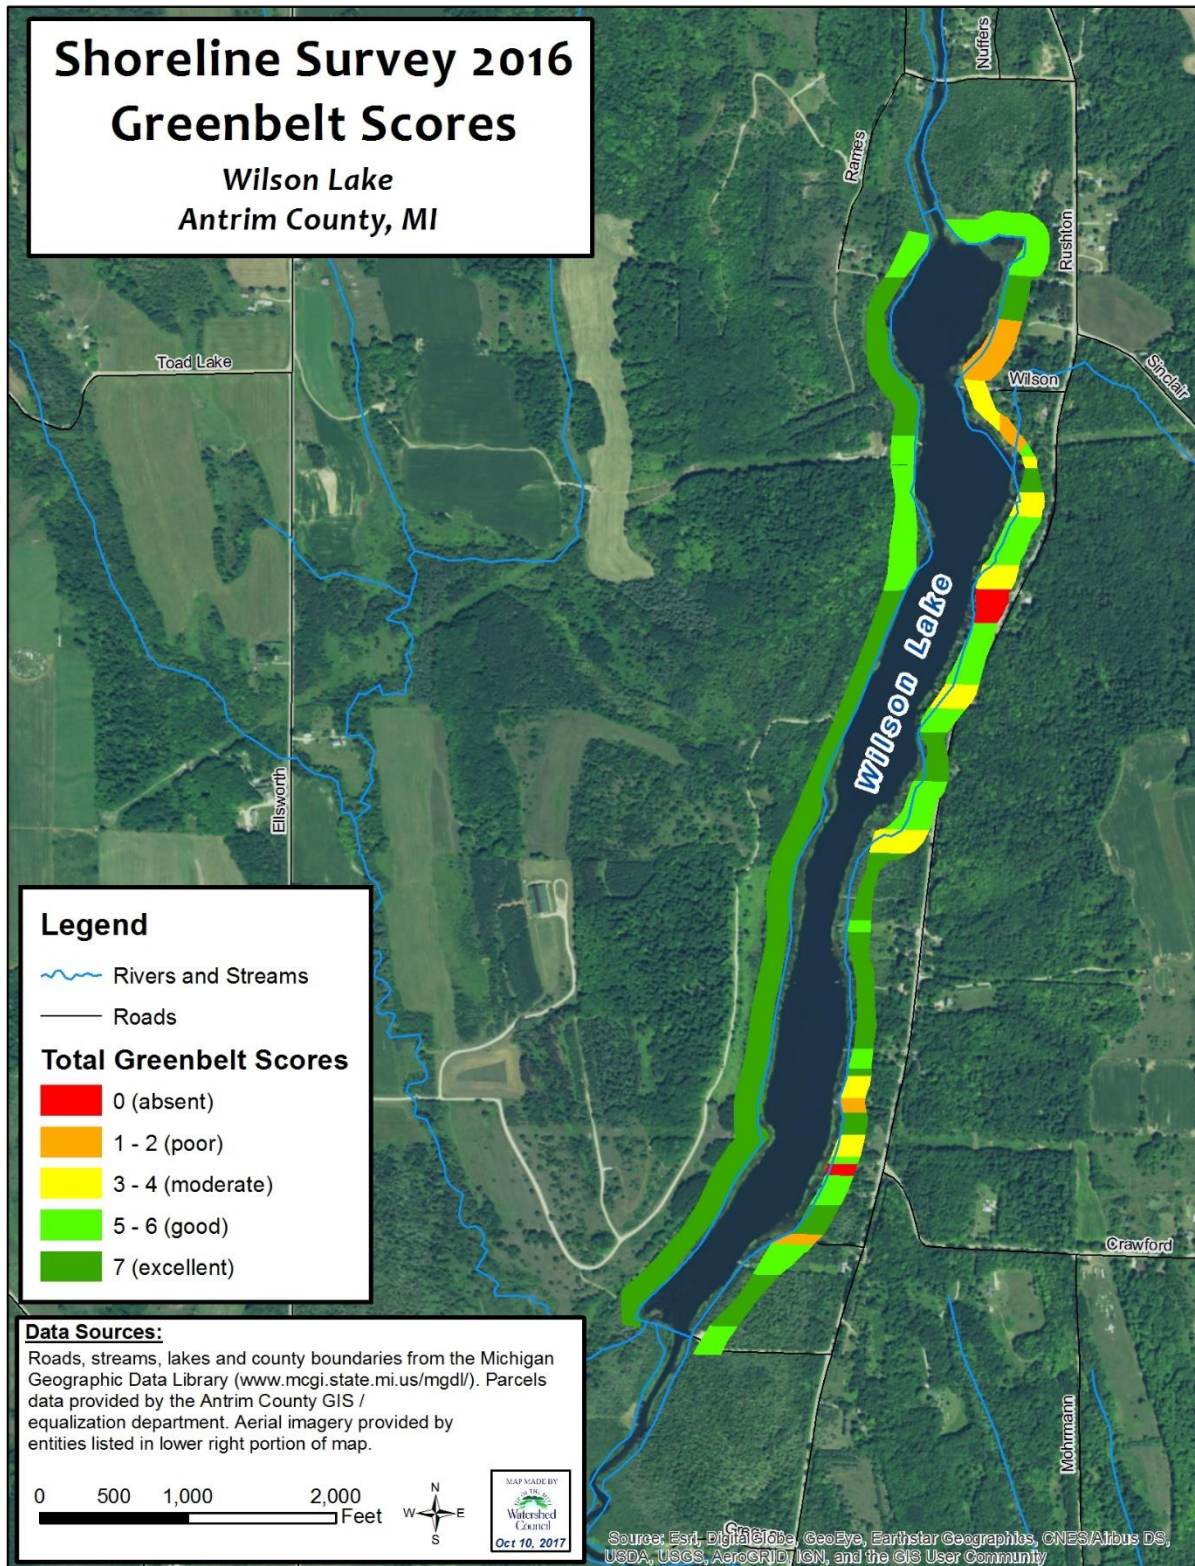 Shoreline Survey 2016
Greenbelt Scores
Wilson Lake
Antrim County, MI
Nuffers
Rames
Rushton
Toad Lake
Wilson
Sinclair
Wilson Lake
Ellsworth
Legend
Rivers and Streams
Roads
Total Greenbelt Scores
0 (absent)
1 - 2 (poor)
3 - 4 (moderate)
5 - 6 (good)
7 (excellent)
Crawford
Mohrmann
Data Sources:
Roads, streams, lakes and county boundaries from the Michigan
Geographic Data Library (www.mcgi.state.mi.us/mgdl/). Parcels
data provided by the Antrim County GIS /
equalization department. Aerial imagery provided by
entities listed in lower right portion of map.
0 500 1,000 2,000
Feet
N
W E
S
MAP MADE BY
TIP OF THE MITT
Watershed
Council
Oct 10, 2017
Source: Esri, DigitalGlobe, GeoEye, Earthstar Geographics, CNES/Airbus DS,
USDA, USGS, AeroGRID, IGN, and the GIS User Community